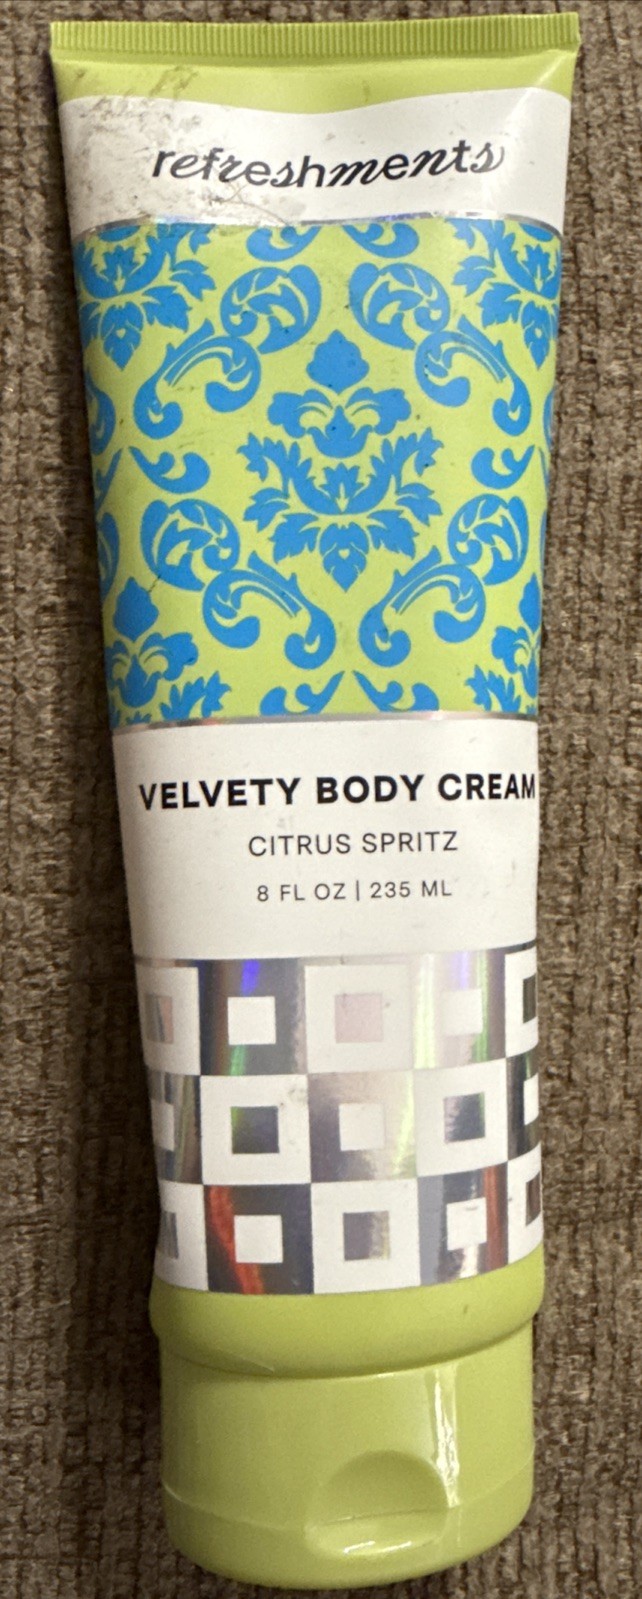 refreshments
VELVETY BODY CREAM
CITRUS SPRITZ
8 FL OZ | 235 ML